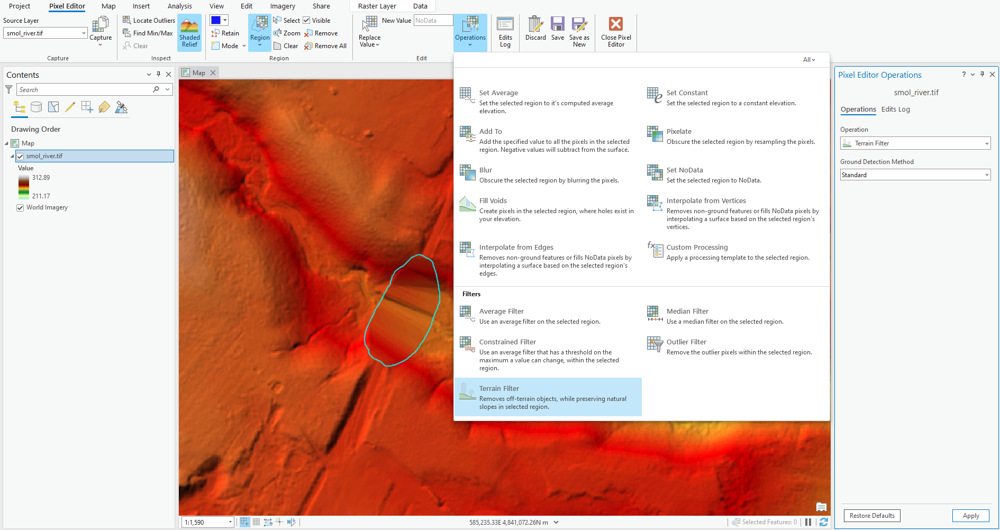 Project
Pixel Editor
Map
Insert
Analysis
View
Edit
Imagery
Share
Raster Layer
Data
Source Layer
smol_river.tif
Capture
Capture
Locate Outliers
Find Min/Max
Clear
Shaded
Relief
Inspect
Retain
Mode
Region
Select
Visible
Zoom
Remove
Clear
Remove All
Region
Replace
Value
New Value
NoData
Edit
Operations
Edits
Log
Discard
Save
Save as
New
Close Pixel
Editor
Contents
Search
Drawing Order
Map
smol_river.tif
Value
312.89
211.17
World Imagery
Map
All
Set Average
Set the selected region to it's computed average
elevation.
Set Constant
Set the selected region to a constant elevation.
Add To
Add the specified value to all the pixels in the selected
region. Negative values will subtract from the surface.
Pixelate
Obscure the selected region by resampling the pixels.
Blur
Obscure the selected region by blurring the pixels.
Set NoData
Set the selected region to NoData.
Fill Voids
Create pixels in the selected region, where holes exist in
your elevation.
Interpolate from Vertices
Removes non-ground features or fills NoData pixels by
interpolating a surface based on the selected region's
vertices.
Interpolate from Edges
Removes non-ground features or fills NoData pixels by
interpolating a surface based on the selected region's
edges.
fx
Custom Processing
Apply a processing template to the selected region.
Filters
Average Filter
Use an average filter on the selected region.
Median Filter
Use a median filter on the selected region.
Constrained Filter
Use an average filter that has a threshold on the
maximum a value can change, within the selected
region.
Outlier Filter
Remove the outlier pixels within the selected region.
Terrain Filter
Removes off-terrain objects, while preserving natural
slopes in selected region.
Pixel Editor Operations
?
smol_river.tif
Operations
Edits Log
Operation
Terrain Filter
Ground Detection Method
Standard
Restore Defaults
Apply
1:1,590
585,235.33E 4,841,072.26N m
Selected Features: 0